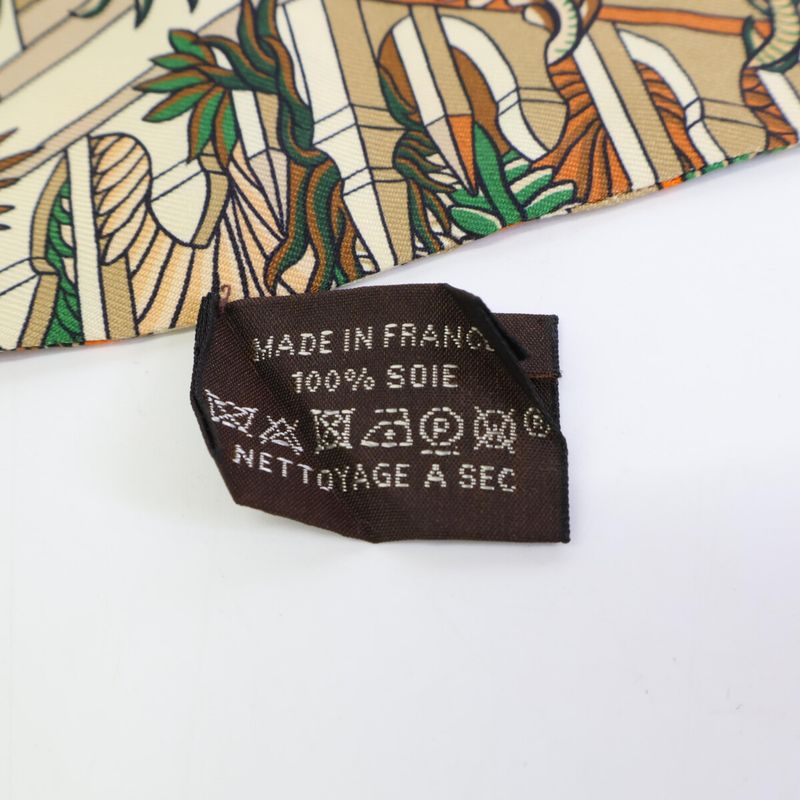 MADE IN FRANCE
100% SOIE
P W ®
NETTOYAGE A SEC